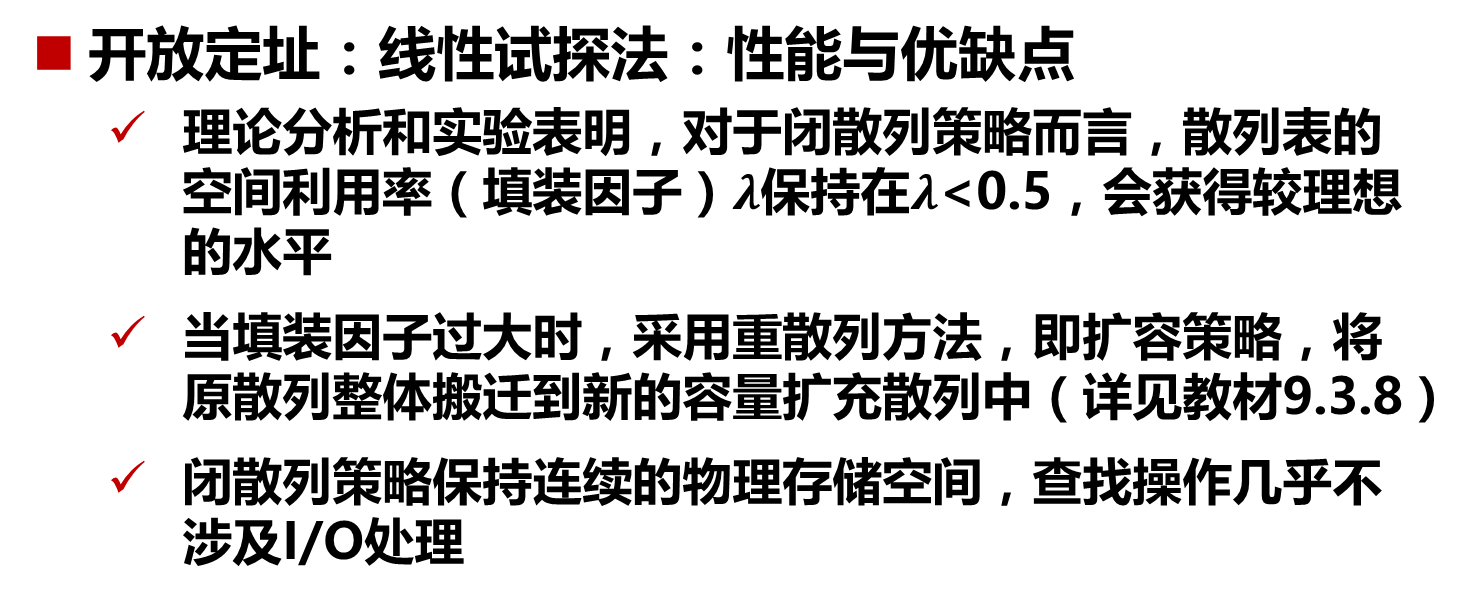 开放定址：线性试探法：性能与优缺点
理论分析和实验表明，对于闭散列策略而言，散列表的
空间利用率（填装因子）λ保持在λ<0.5，会获得较理想
的水平
当填装因子过大时，采用重散列方法，即扩容策略，将
原散列整体搬迁到新的容量扩充散列中（详见教材9.3.8）
闭散列策略保持连续的物理存储空间，查找操作几乎不
涉及I/O处理